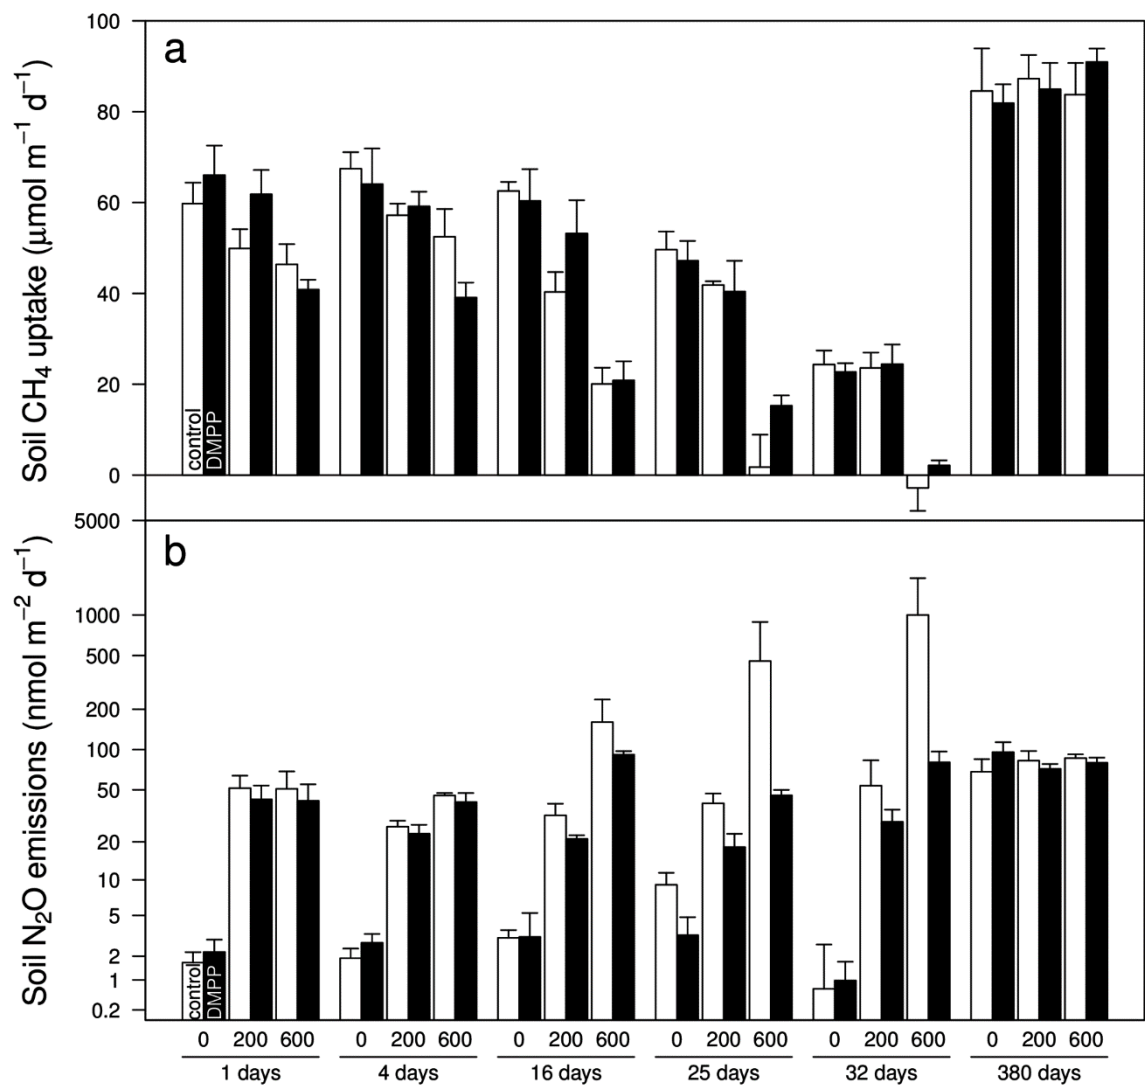 a
Soil CH₄ uptake (μmol m⁻¹ d⁻¹)
100
80
60
40
20
0
control
DMPP
b
Soil N₂O emissions (nmol m⁻² d⁻¹)
5000
1000
500
200
100
50
20
10
5
2
1
0.2
control
DMPP
0 200 600 0 200 600 0 200 600 0 200 600 0 200 600 0 200 600
1 days 4 days 16 days 25 days 32 days 380 days